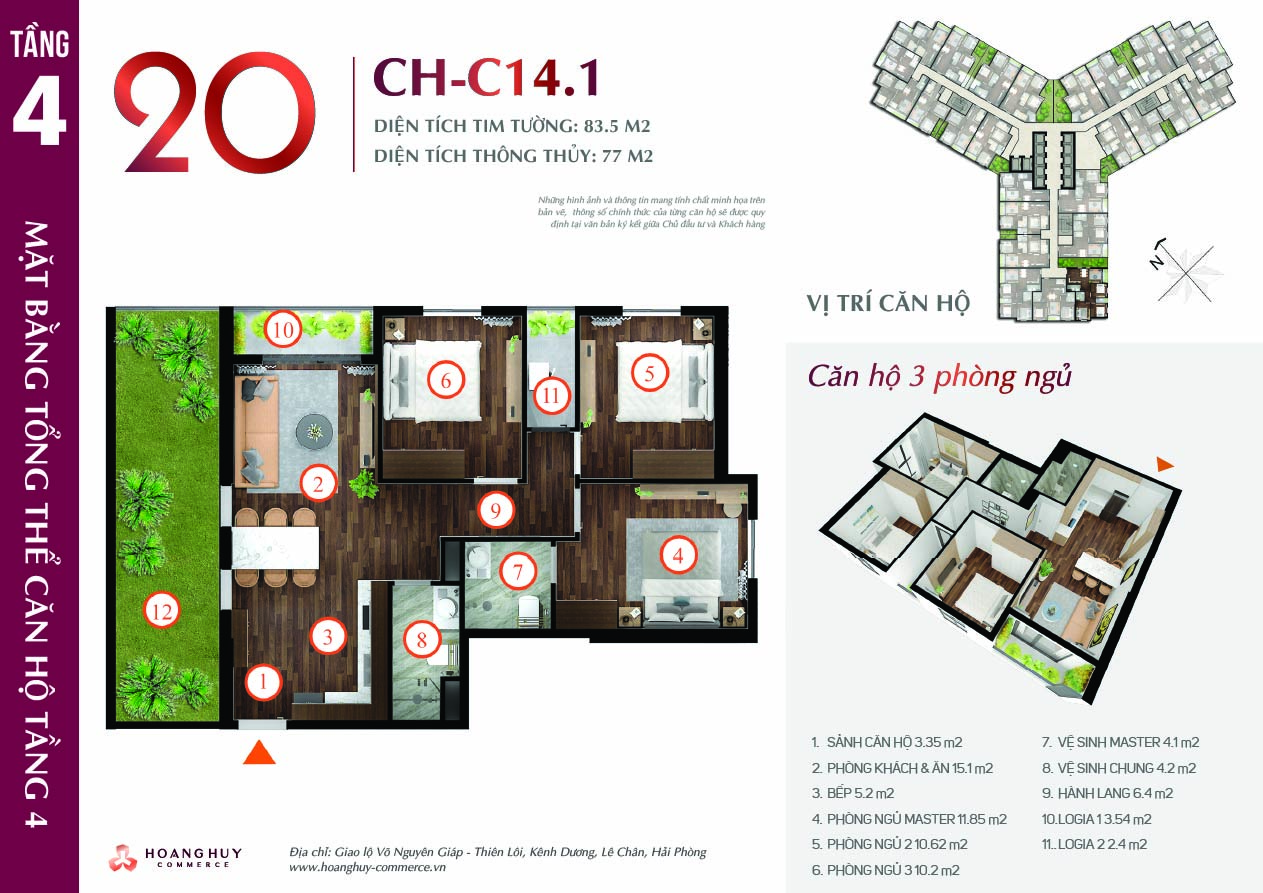 TẦNG
4
MẶT BẰNG TỔNG THỂ CĂN HỘ TẦNG 4
20
CH-C14.1
DIỆN TÍCH TIM TƯỜNG: 83.5 M2
DIỆN TÍCH THÔNG THỦY: 77 M2
Những hình ảnh và thông tin mang tính chất minh họa trên
bản vẽ, thông số chính thức của từng căn hộ sẽ được quy
định tại văn bản ký kết giữa Chủ đầu tư và Khách hàng
N
VỊ TRÍ CĂN HỘ
10
6
11
5
2
9
4
7
12
3
8
1
Căn hộ 3 phòng ngủ
1. SẢNH CĂN HỘ 3.35 m2
2. PHÒNG KHÁCH & ĂN 15.1 m2
3. BẾP 5.2 m2
4. PHÒNG NGỦ MASTER 11.85 m2
5. PHÒNG NGỦ 2 10.62 m2
6. PHÒNG NGỦ 3 10.2 m2
7. VỆ SINH MASTER 4.1 m2
8. VỆ SINH CHUNG 4.2 m2
9. HÀNH LANG 6.4 m2
10.LOGIA 1 3.54 m2
11..LOGIA 2 2.4 m2
HOANG HUY
COMMERCE
Địa chỉ: Giao lộ Võ Nguyên Giáp - Thiên Lôi, Kênh Dương, Lê Chân, Hải Phòng
www.hoanghuy-commerce.vn